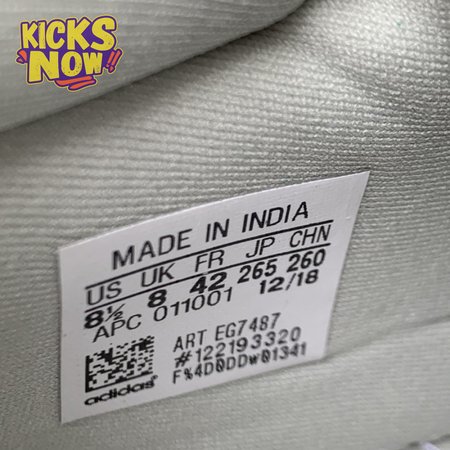 KICKS
NOW
MADE IN INDIA
US UK FR JP CHN
8½ 8 42 265 260
APC 011001 12/18
ART EG7487
#122193320
F%4D0DDW01341
adidas